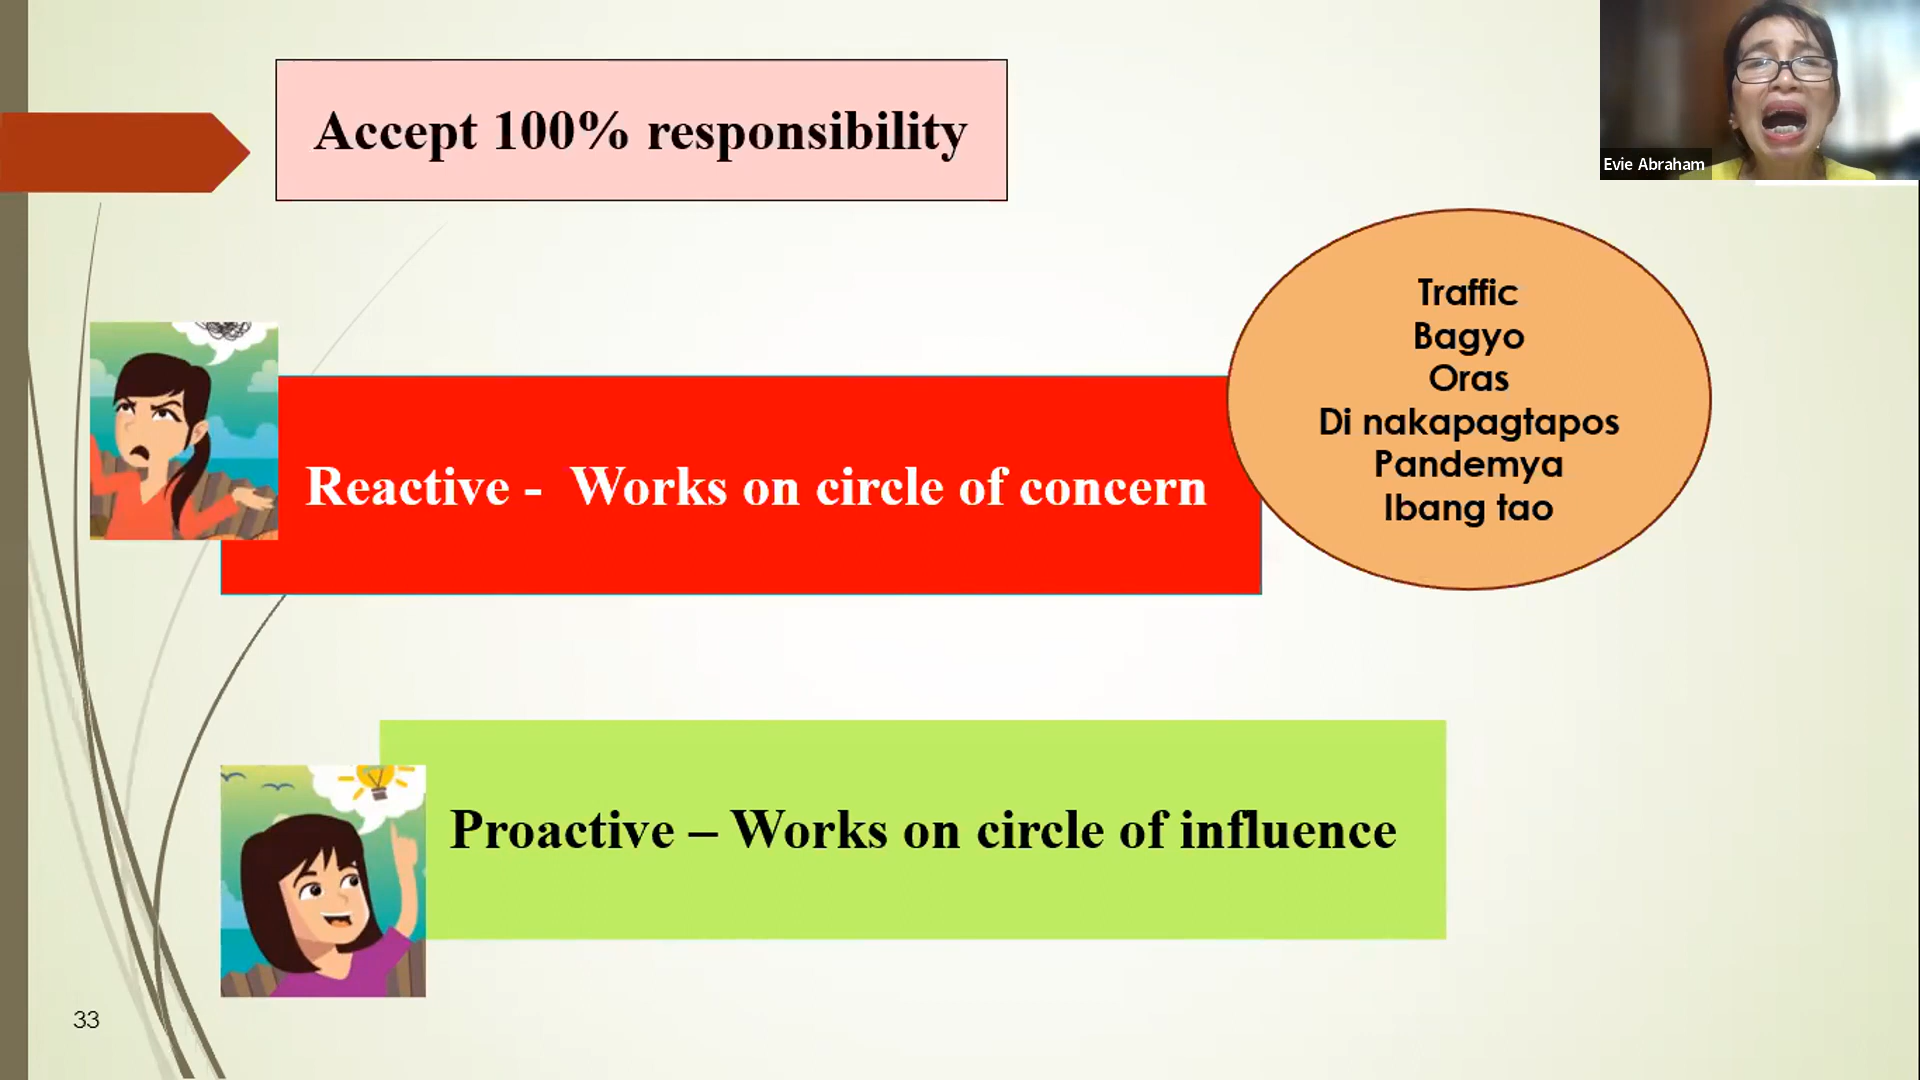 Accept 100% responsibility
Evie Abraham
Traffic
Bagyo
Oras
Di nakapagtapos
Pandemya
Ibang tao
Reactive - Works on circle of concern
Proactive – Works on circle of influence
33